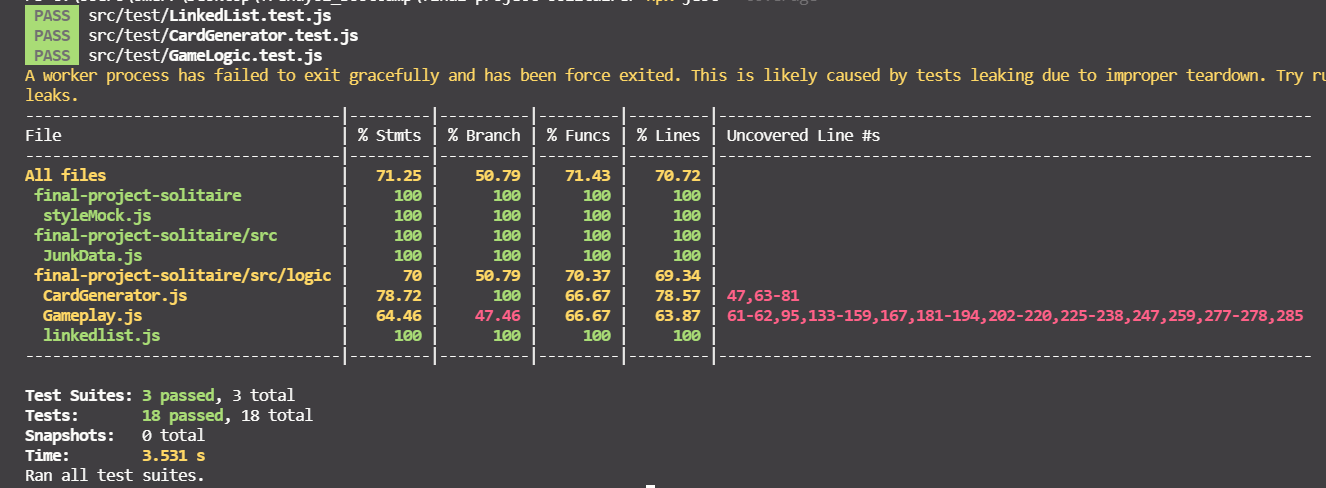 PASS src/test/LinkedList.test.js
PASS src/test/CardGenerator.test.js
PASS src/test/GameLogic.test.js
A worker process has failed to exit gracefully and has been force exited. This is likely caused by tests leaking due to improper teardown. Try
leaks.
---------------------------------|---------|----------|---------|---------|------------------------------------------------------------------
File | % Stmts | % Branch | % Funcs | % Lines | Uncovered Line #s
---------------------------------|---------|----------|---------|---------|------------------------------------------------------------------
All files | 71.25 | 50.79 | 71.43 | 70.72 |
final-project-solitaire | 100 | 100 | 100 | 100 |
styleMock.js | 100 | 100 | 100 | 100 |
final-project-solitaire/src | 100 | 100 | 100 | 100 |
JunkData.js | 100 | 100 | 100 | 100 |
final-project-solitaire/src/logic | 70 | 50.79 | 70.37 | 69.34 |
CardGenerator.js | 78.72 | 100 | 66.67 | 78.57 | 47,63-81
Gameplay.js | 64.46 | 47.46 | 66.67 | 63.87 | 61-62,95,133-159,167,181-194,202-220,225-238,247,259,277-278,285
linkedlist.js | 100 | 100 | 100 | 100 |
---------------------------------|---------|----------|---------|---------|------------------------------------------------------------------
Test Suites: 3 passed, 3 total
Tests: 18 passed, 18 total
Snapshots: 0 total
Time: 3.531 s
Ran all test suites.